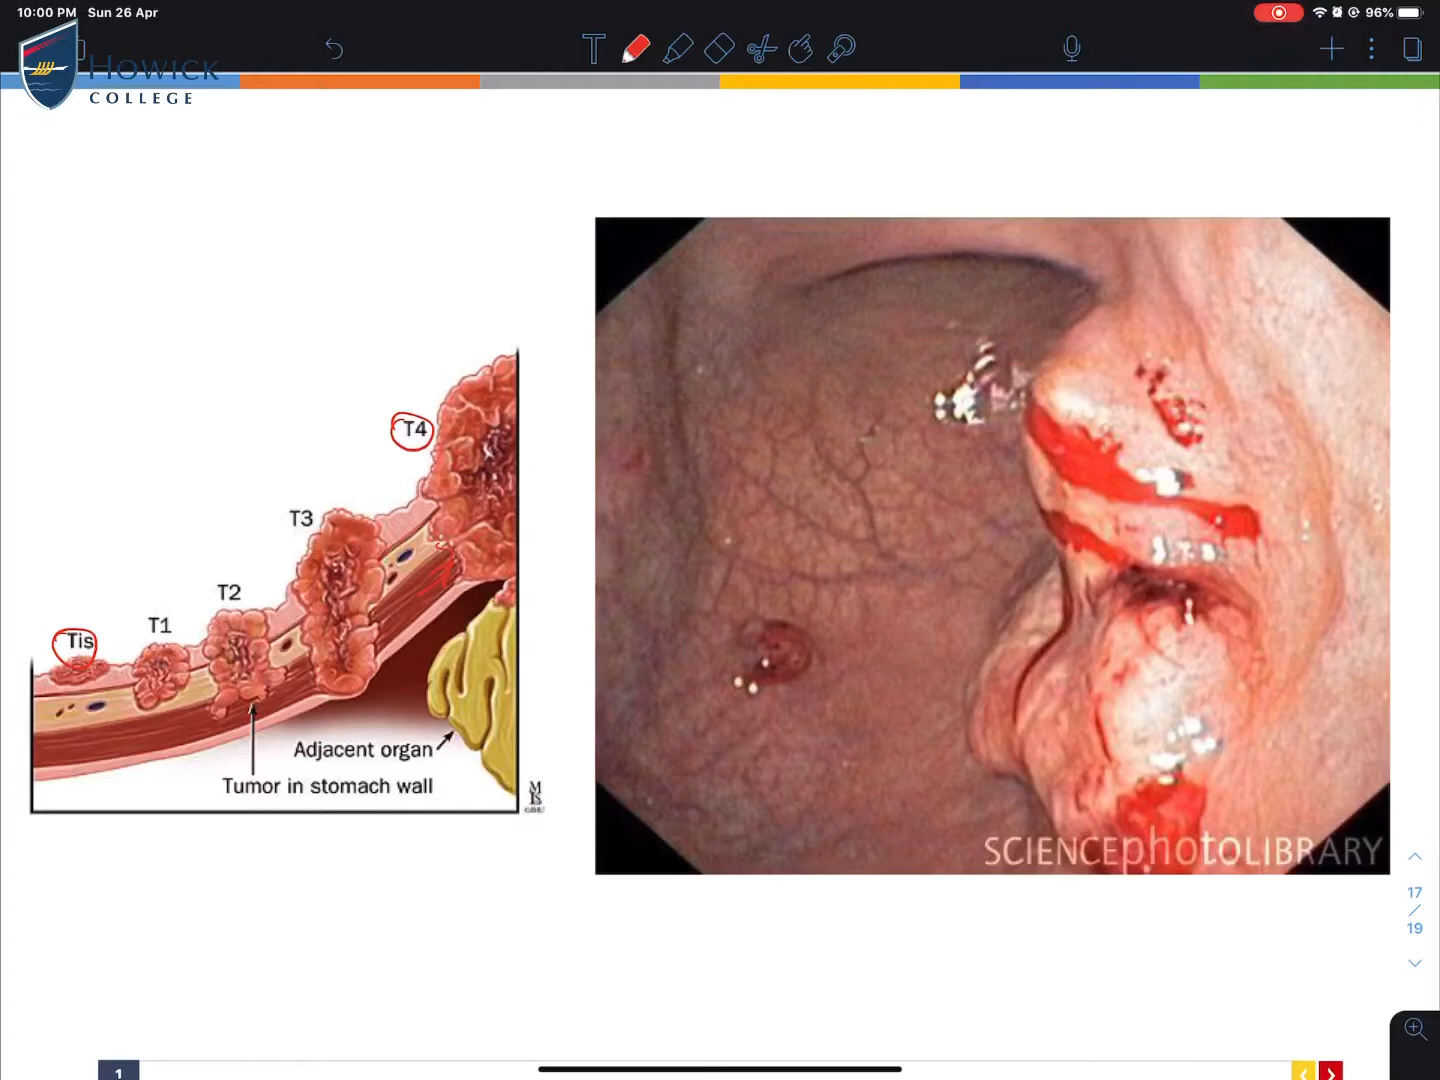 10:00 PM Sun 26 Apr
96%
HOWICK
COLLEGE
T4
T3
T2
T1
Tis
Adjacent organ
Tumor in stomach wall
SCIENCEphotoLIBRARY
17
/
19
1